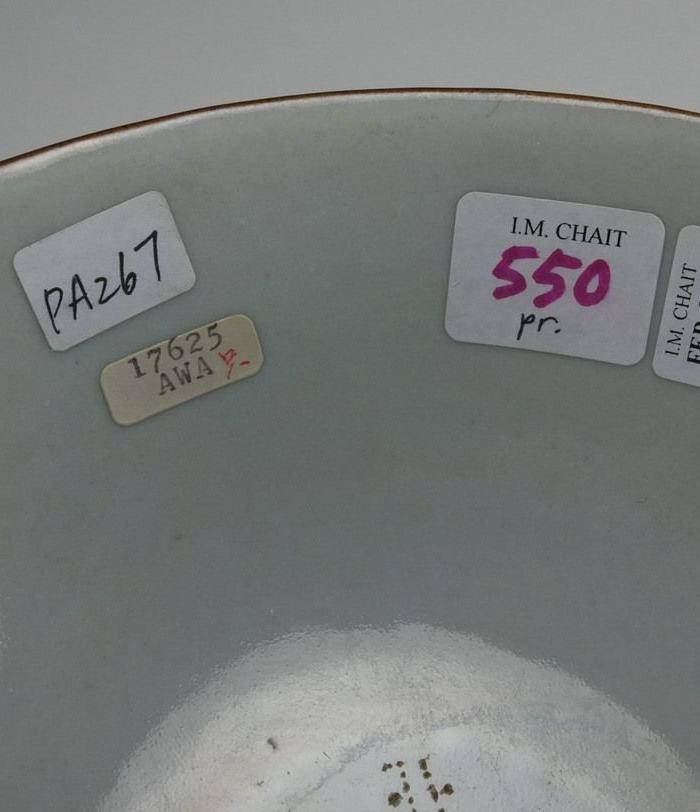 PA267
17625
AWA
I.M. CHAIT
550
pr.
I.M. CHAIT